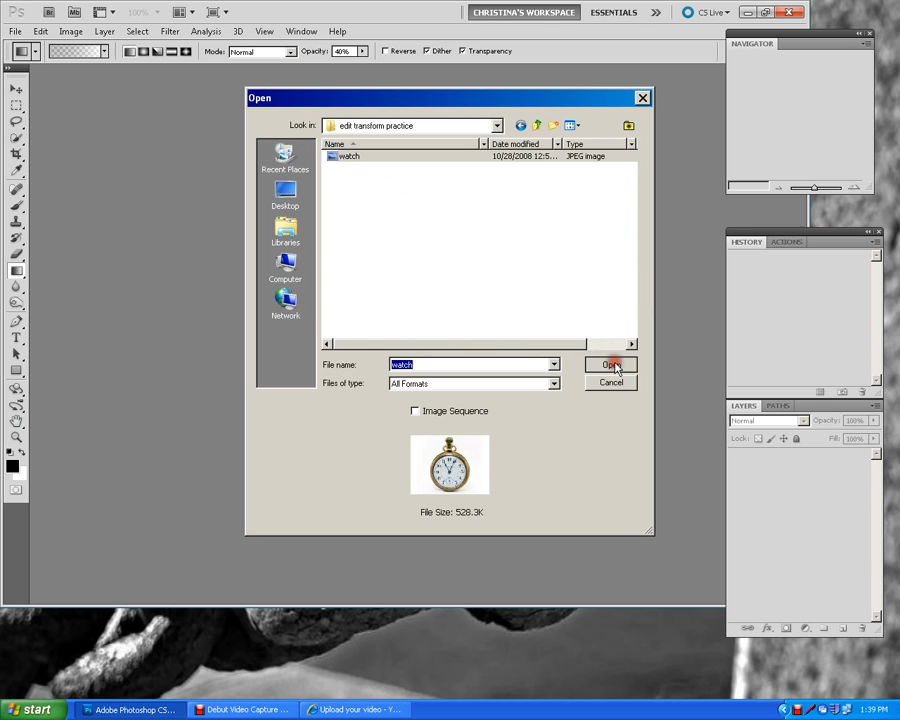 Ps Br Mb 100% CHRISTINA'S WORKSPACE ESSENTIALS >> CS Live
File Edit Image Layer Select Filter Analysis 3D View Window Help
Mode: Normal Opacity: 40% Reverse Dither Transparency
NAVIGATOR
Open
Look in: edit transform practice
Name Date modified Type
watch 10/28/2008 12:5... JPEG image
Recent Places
Desktop
Libraries
Computer
Network
File name: watch Open
Files of type: All Formats Cancel
Image Sequence
File Size: 528.3K
HISTORY ACTIONS
LAYERS PATHS
Normal Opacity: 100%
Lock: Fill: 100%
start Adobe Photoshop CS... Debut Video Capture ... Upload your video - Y... 1:39 PM